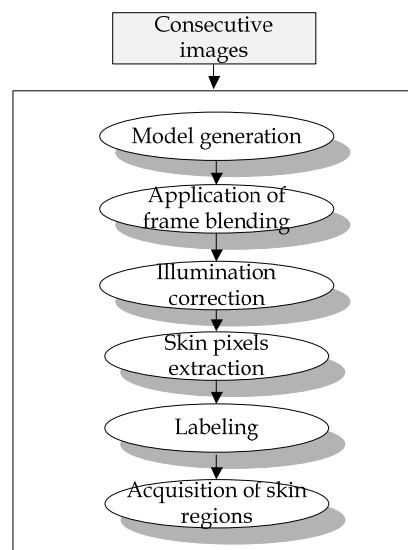 Consecutive
images
Model generation
Application of
frame blending
Illumination
correction
Skin pixels
extraction
Labeling
Acquisition of skin
regions